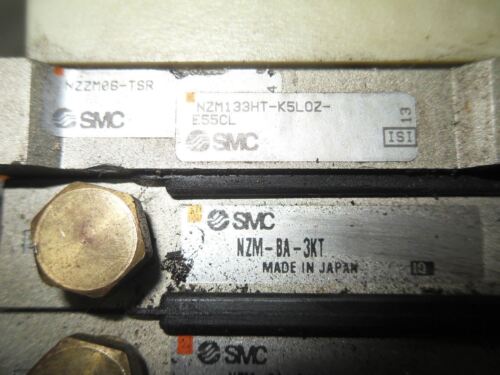 NZZM06-TSR
SMC
NZM133HT-K5LOZ-
E55CL
SMC
13
ISI
SMC
NZM-BA-3KT
MADE IN JAPAN
SMC